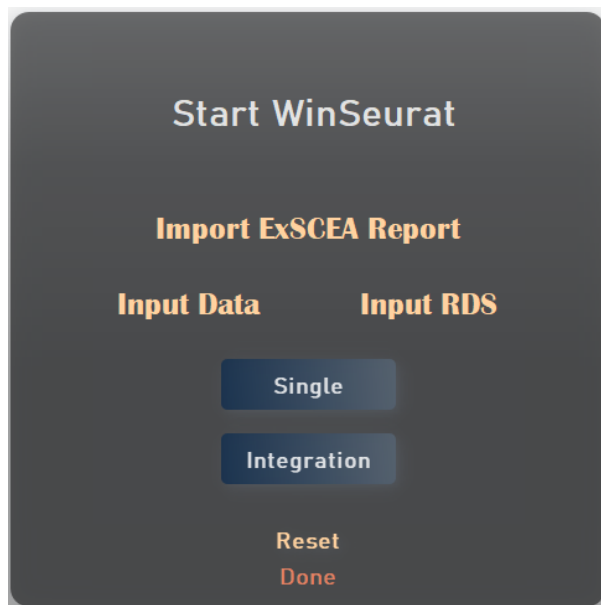 Start WinSeurat
Import ExSCEA Report
Input Data Input RDS
Single
Integration
Reset
Done